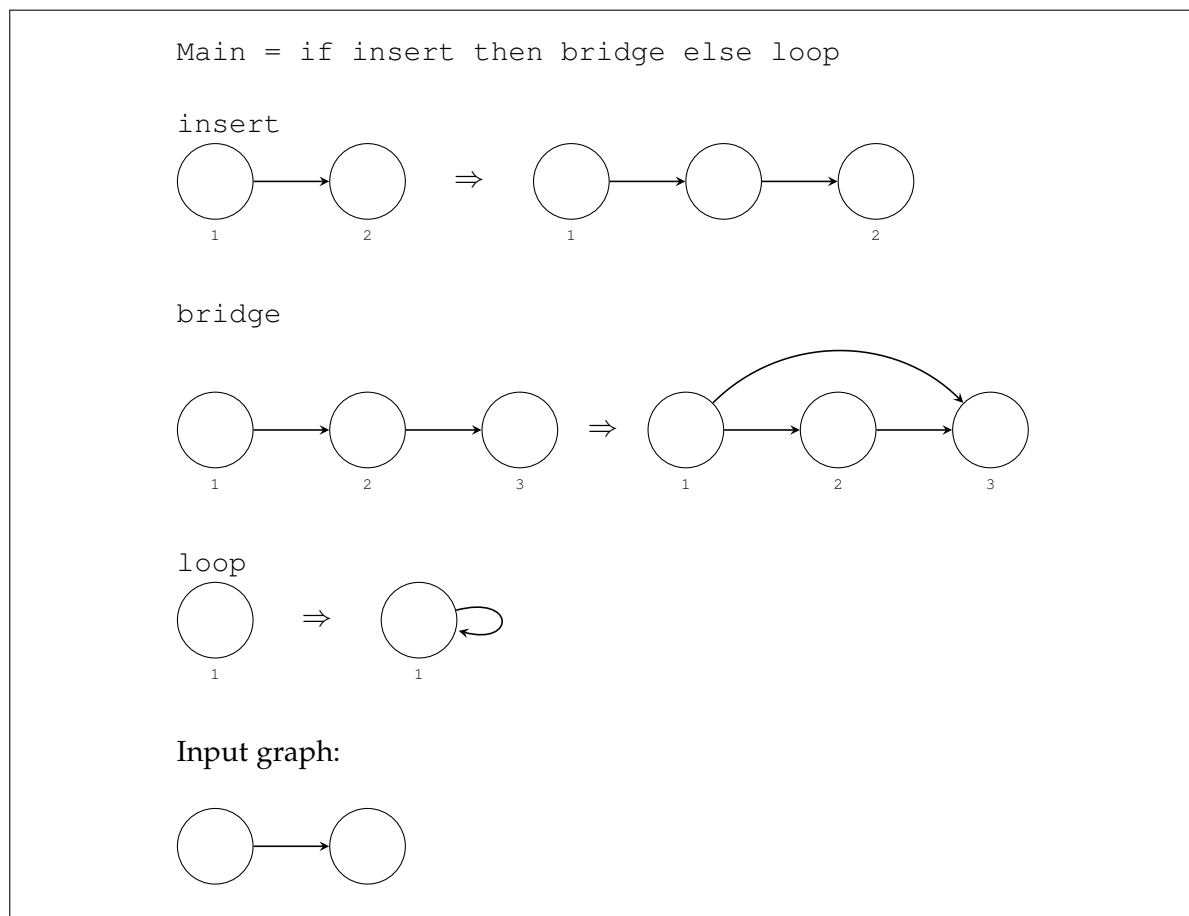 Main = if insert then bridge else loop
insert
⇒
1 2 1 2
bridge
⇒
1 2 3 1 2 3
loop
⇒
1 1
Input graph: